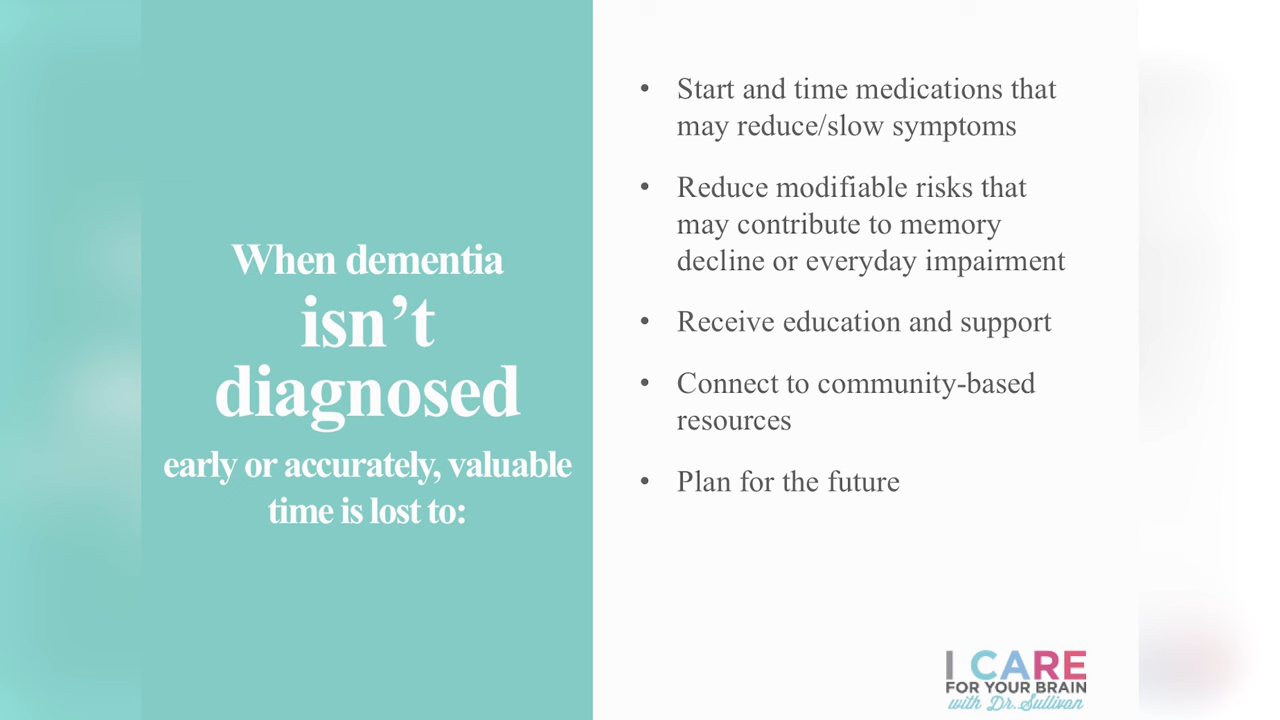 When dementia
isn’t
diagnosed
early or accurately, valuable
time is lost to:
• Start and time medications that
may reduce/slow symptoms
• Reduce modifiable risks that
may contribute to memory
decline or everyday impairment
• Receive education and support
• Connect to community-based
resources
• Plan for the future
I CARE
FOR YOUR BRAIN
with Dr. Sullivan